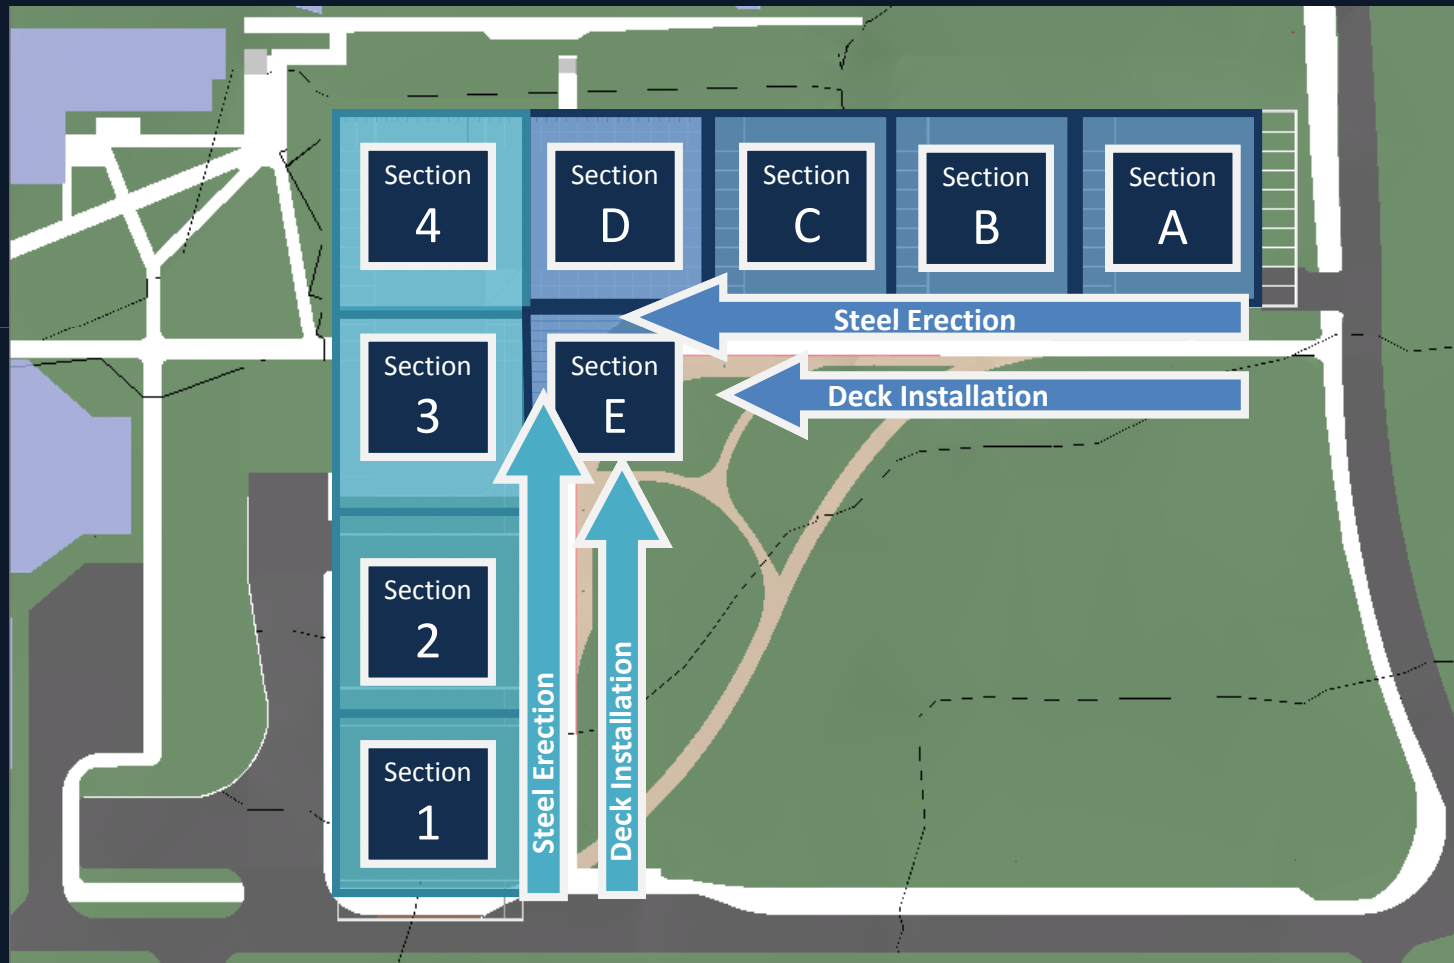 Section
4
Section
D
Section
C
Section
B
Section
A
Steel Erection
Section
3
Section
E
Deck Installation
Section
2
Section
1
Steel Erection
Deck Installation